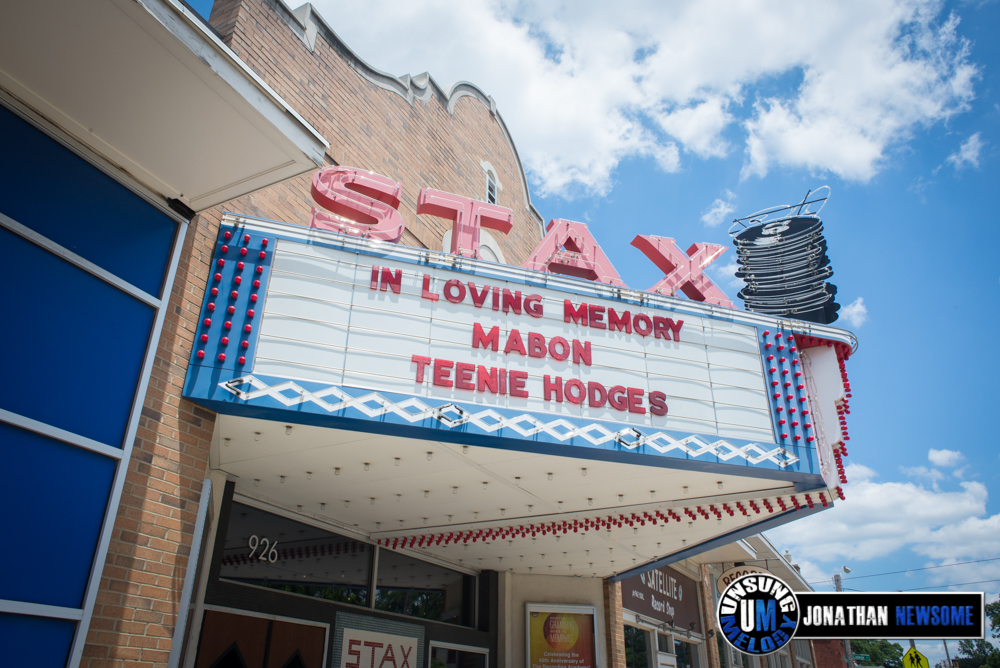 STAX
IN LOVING MEMORY
MABON
TEENIE HODGES
926
STAX
SATELLITE
Record Shop
UNSUNG
UM
MELODY
JONATHAN NEWSOME